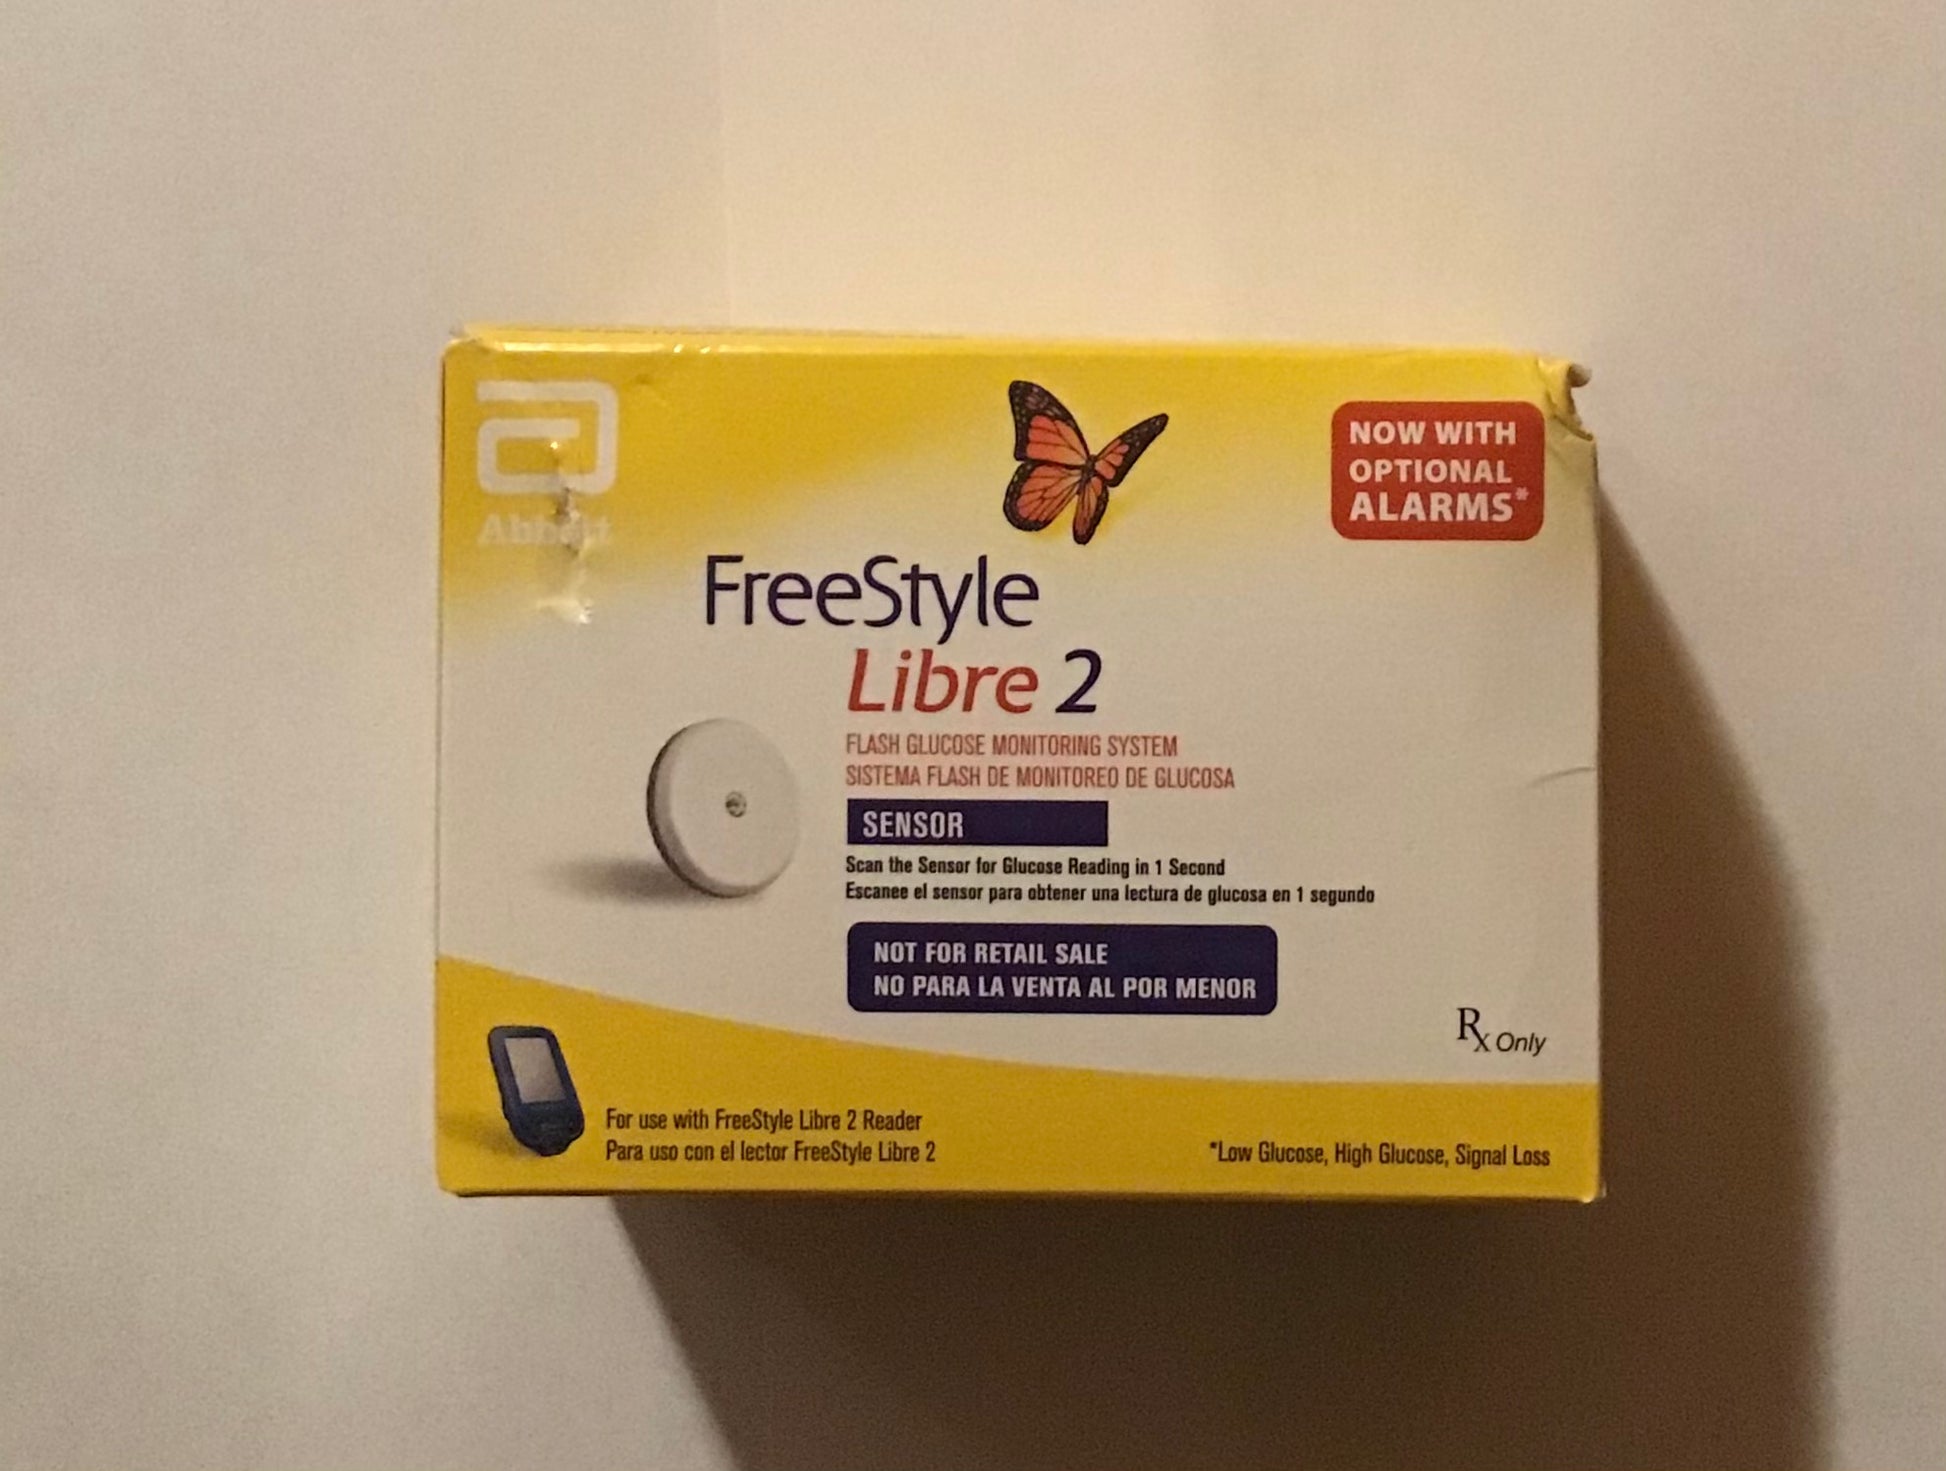 Abbott
NOW WITH
OPTIONAL
ALARMS*
FreeStyle
Libre 2
FLASH GLUCOSE MONITORING SYSTEM
SISTEMA FLASH DE MONITOREO DE GLUCOSA
SENSOR
Scan the Sensor for Glucose Reading in 1 Second
Escanee el sensor para obtener una lectura de glucosa en 1 segundo
NOT FOR RETAIL SALE
NO PARA LA VENTA AL POR MENOR
Rx Only
For use with FreeStyle Libre 2 Reader
Para uso con el lector FreeStyle Libre 2
*Low Glucose, High Glucose, Signal Loss